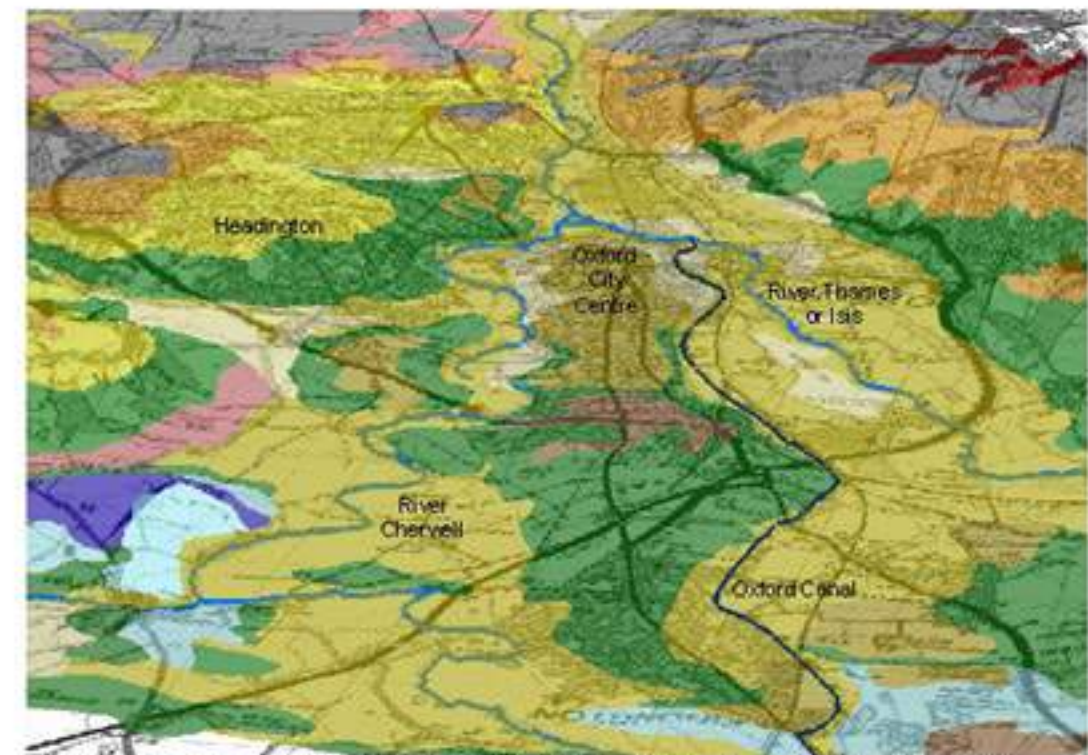 Headington
Oxford
City
Centre
River Thames
or Isis
River
Cherwell
Oxford Canal